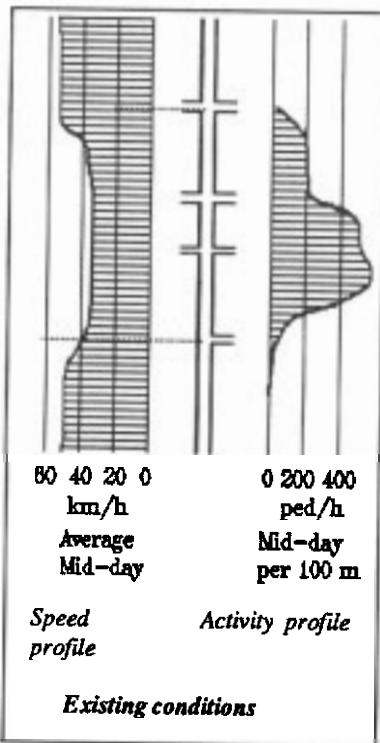 60 40 20 0 0 200 400
km/h ped/h
Average Mid-day
Mid-day per 100 m
Speed Activity profile
profile
Existing conditions